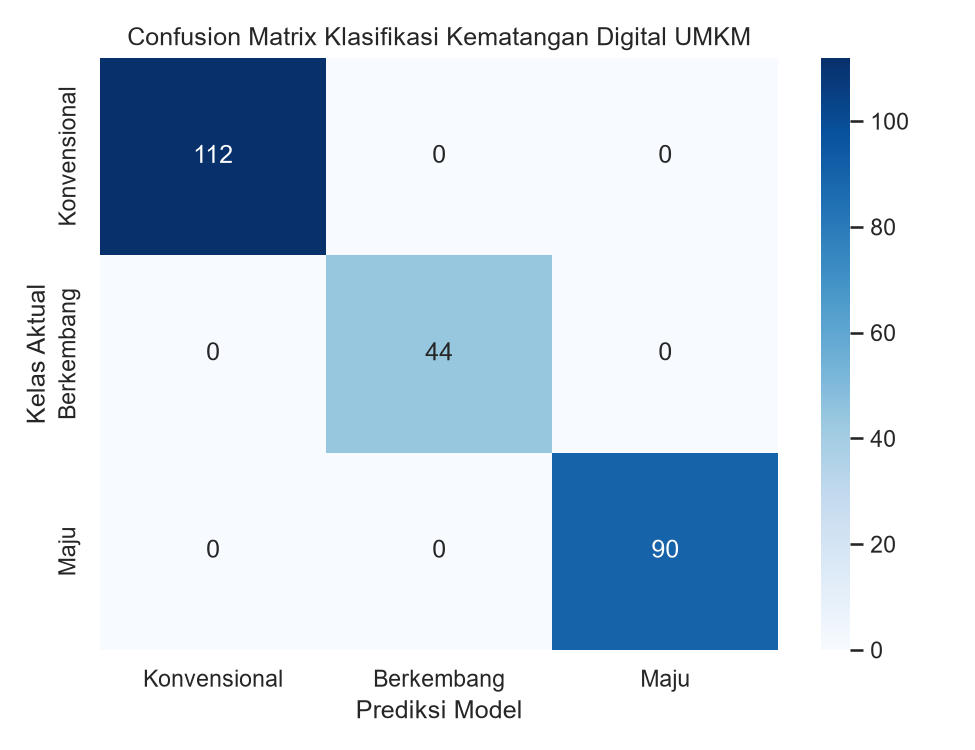 Confusion Matrix Klasifikasi Kematangan Digital UMKM
Kelas Aktual
Konvensional
112
0
0
Berkembang
0
44
0
Maju
0
0
90
Konvensional
Berkembang
Maju
Prediksi Model
100
80
60
40
20
0